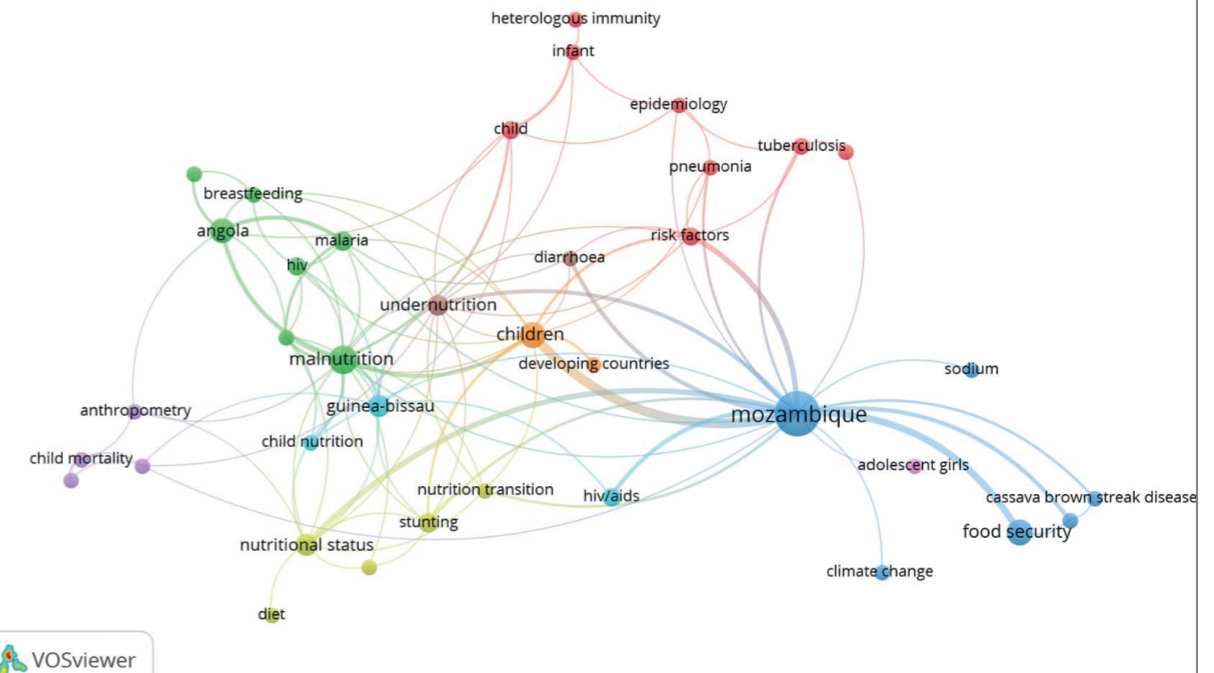 heterologous immunity
infant
epidemiology
child
tuberculosis
pneumonia
breastfeeding
angola
malaria
risk factors
diarrhoea
hiv
undernutrition
children
malnutrition
developing countries
sodium
guinea-bissau
anthropometry
mozambique
child nutrition
child mortality
adolescent girls
nutrition transition
hiv/aids
cassava brown streak disease
stunting
food security
nutritional status
climate change
diet
VOSviewer